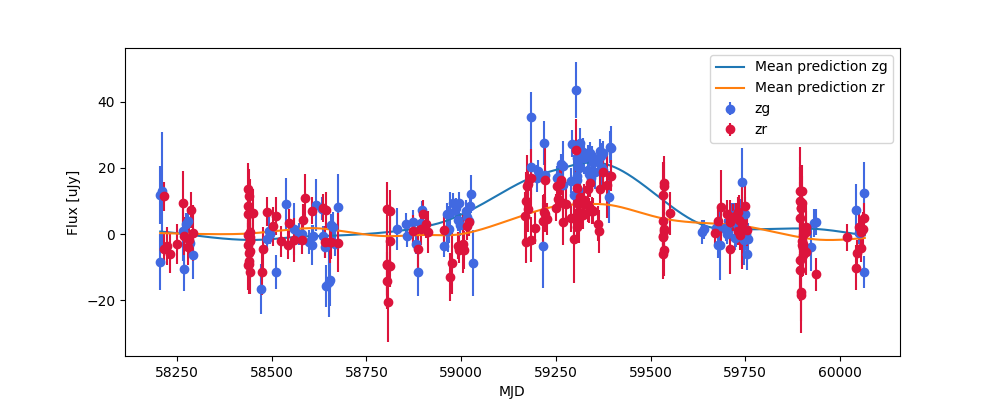 Mean prediction zg
Mean prediction zr
zg
zr
Flux [uJy]
40
20
0
−20
58250 58500 58750 59000 59250 59500 59750 60000
MJD